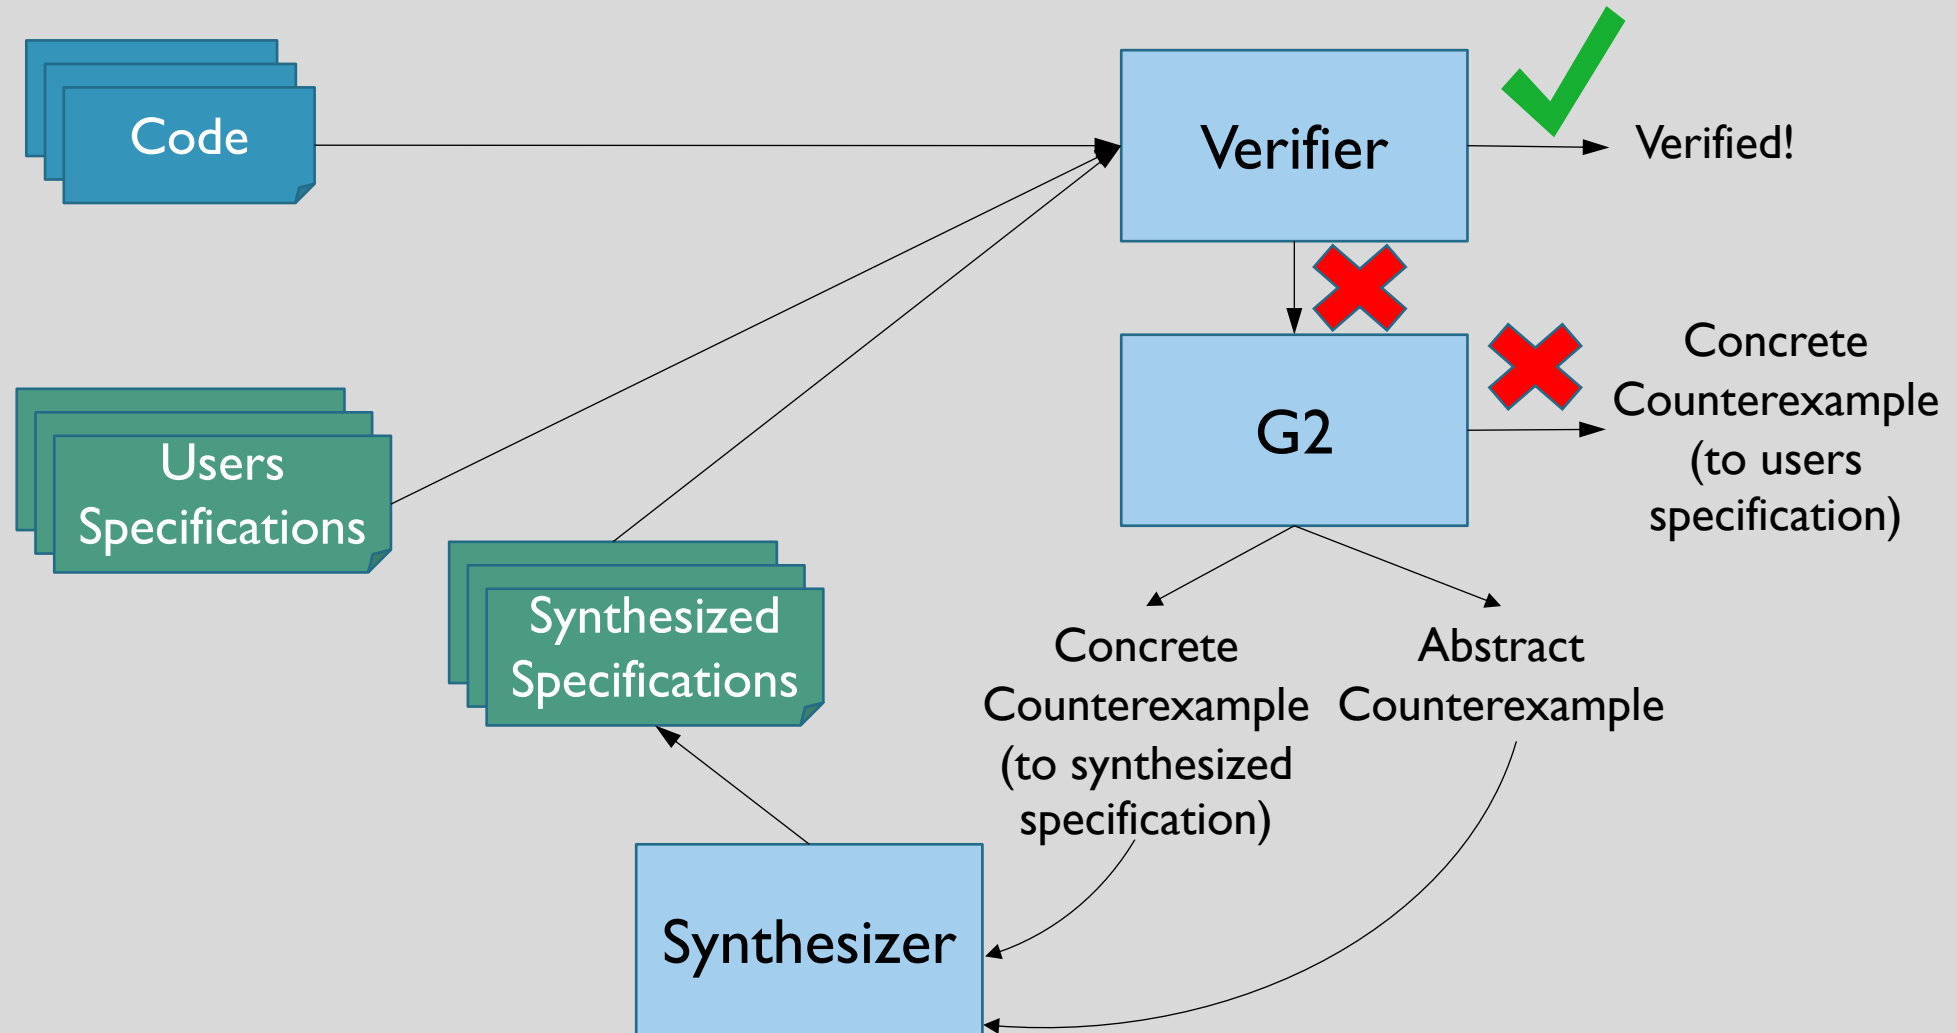 Code
Verifier
Verified!
Users
Specifications
G2
Concrete
Counterexample
(to users
specification)
Synthesized
Specifications
Concrete
Counterexample
(to synthesized
specification)
Abstract
Counterexample
Synthesizer